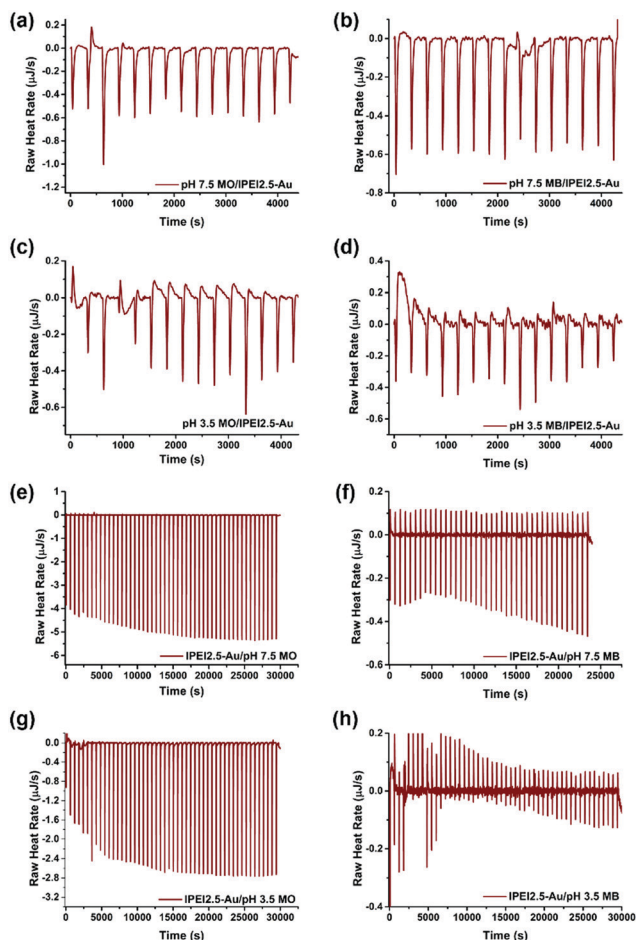 (a)
Raw Heat Rate (µJ/s)
0.2
0.0
-0.2
-0.4
-0.6
-0.8
-1.0
-1.2
pH 7.5 MO/lPEI2.5-Au
0 1000 2000 3000 4000
Time (s)
(b)
Raw Heat Rate (µJ/s)
0.0
-0.2
-0.4
-0.6
-0.8
pH 7.5 MB/lPEI2.5-Au
0 1000 2000 3000 4000
Time (s)
(c)
Raw Heat Rate (µJ/s)
0.2
0.0
-0.2
-0.4
-0.6
pH 3.5 MO/lPEI2.5-Au
0 1000 2000 3000 4000
Time (s)
(d)
Raw Heat Rate (µJ/s)
0.4
0.2
0.0
-0.2
-0.4
-0.6
pH 3.5 MB/lPEI2.5-Au
0 1000 2000 3000 4000
Time (s)
(e)
Raw Heat Rate (µJ/s)
1
0
-1
-2
-3
-4
-5
-6
lPEI2.5-Au/pH 7.5 MO
0 5000 10000 15000 20000 25000 30000
Time (s)
(f)
Raw Heat Rate (µJ/s)
0.2
0.0
-0.2
-0.4
-0.6
lPEI2.5-Au/pH 7.5 MB
0 5000 10000 15000 20000 25000
Time (s)
(g)
Raw Heat Rate (µJ/s)
0.0
-0.4
-0.8
-1.2
-1.6
-2.0
-2.4
-2.8
-3.2
lPEI2.5-Au/pH 3.5 MO
0 5000 10000 15000 20000 25000 30000
Time (s)
(h)
Raw Heat Rate (µJ/s)
0.2
0.0
-0.2
-0.4
lPEI2.5-Au/pH 3.5 MB
0 5000 10000 15000 20000 25000 30000
Time (s)